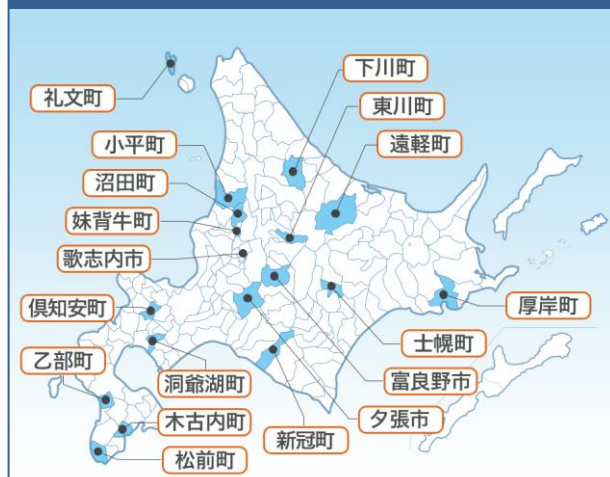 礼文町
下川町
東川町
小平町
遠軽町
沼田町
妹背牛町
歌志内市
倶知安町
厚岸町
乙部町
士幌町
洞爺湖町
富良野市
木古内町
夕張市
新冠町
松前町